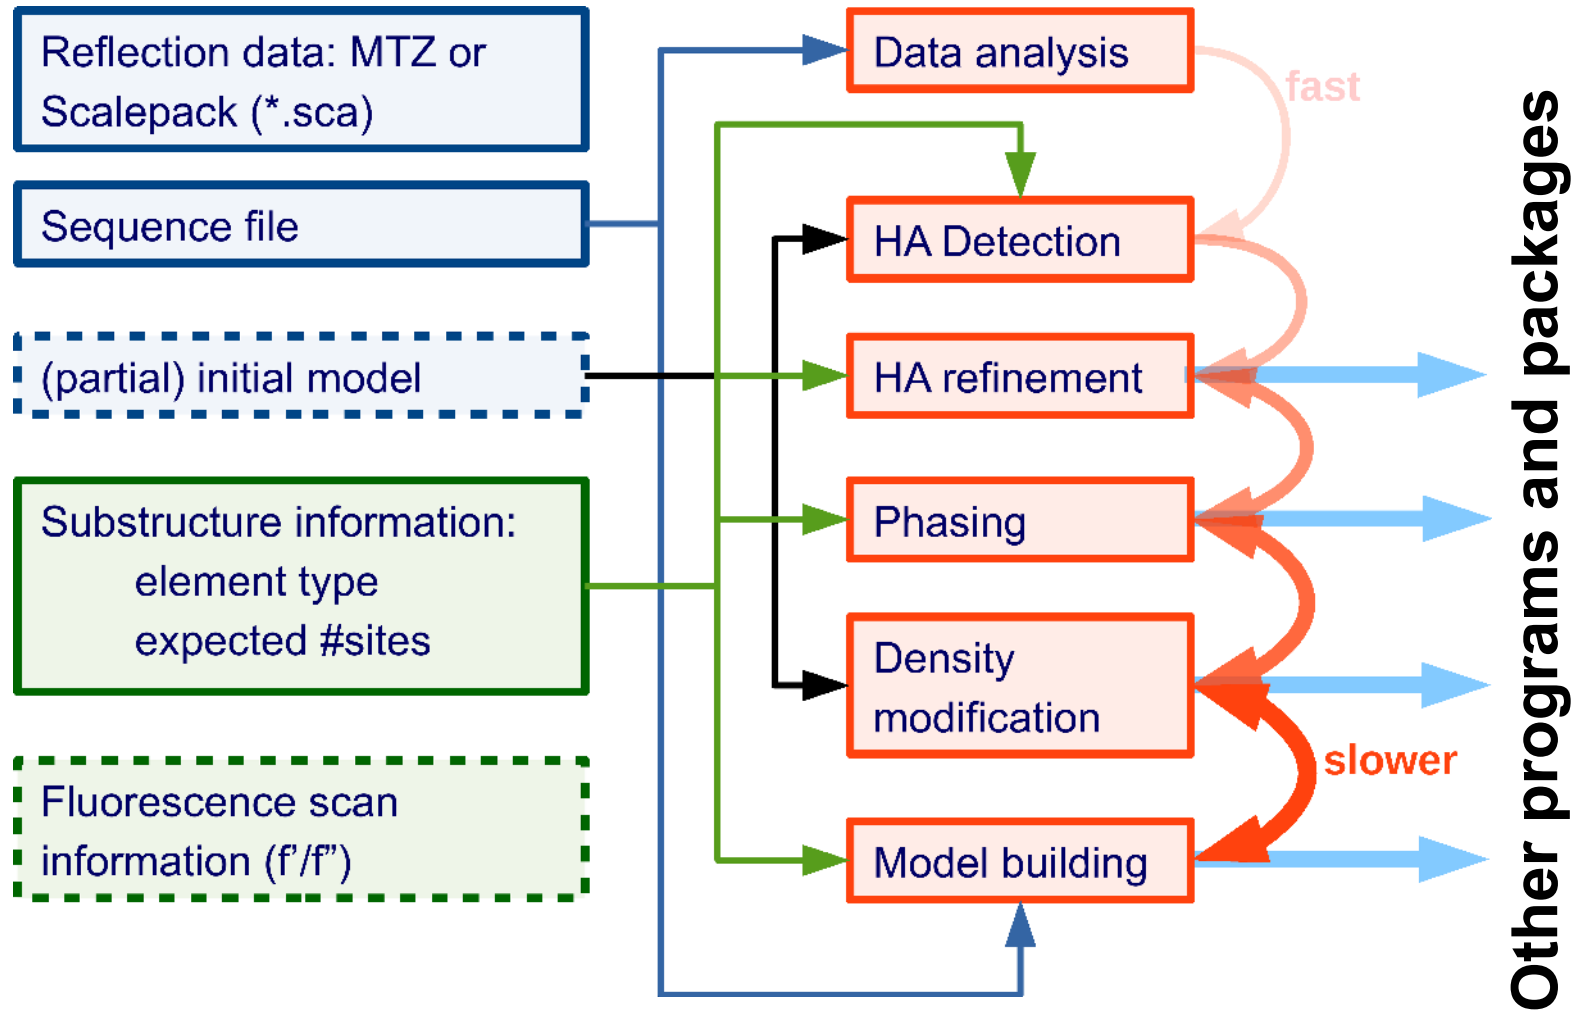 Reflection data: MTZ or
Scalepack (*.sca)
Sequence file
(partial) initial model
Substructure information:
element type
expected #sites
Fluorescence scan
information (f’/f”)
Data analysis
HA Detection
HA refinement
Phasing
Density
modification
Model building
fast
slower
Other programs and packages